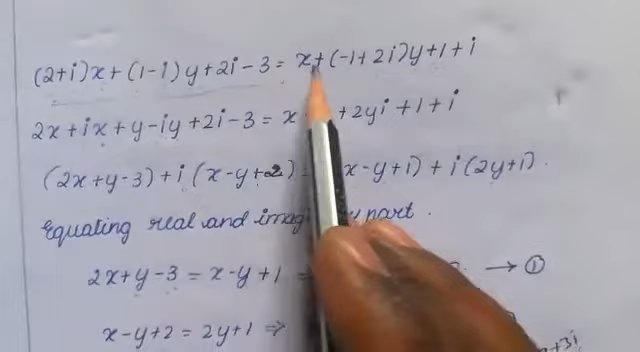 (2+i)x+(1-i)y+2i-3= x+(-1+2i)y+1+i
2x+ix+y-iy+2i-3= x +2yi+1+i
(2x+y-3)+i(x-y+2) = x-y+1)+i(2y+1).
Equating real and part.
2x+y-3 = x-y+1 → ①
x-y+2=2y+1 ⇒
+3i